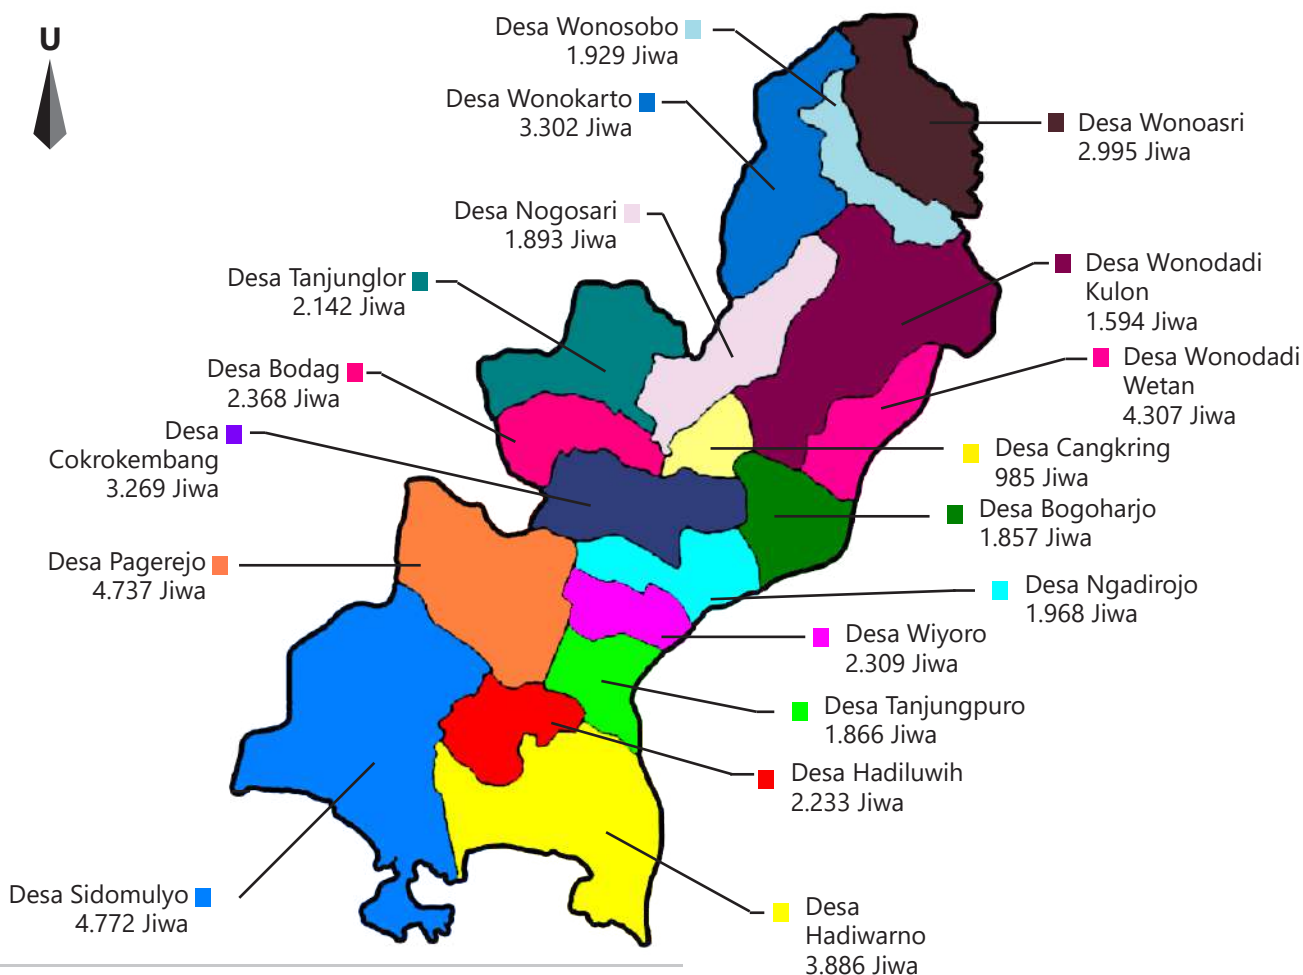 U
Desa Wonosobo
1.929 Jiwa
Desa Wonokarto
3.302 Jiwa
Desa Wonoasri
2.995 Jiwa
Desa Nogosari
1.893 Jiwa
Desa Tanjunglor
2.142 Jiwa
Desa Wonodadi
Kulon
1.594 Jiwa
Desa Bodag
2.368 Jiwa
Desa Wonodadi
Wetan
4.307 Jiwa
Desa
Cokrokembang
3.269 Jiwa
Desa Cangkring
985 Jiwa
Desa Bogoharjo
1.857 Jiwa
Desa Pagerejo
4.737 Jiwa
Desa Ngadirojo
1.968 Jiwa
Desa Wiyoro
2.309 Jiwa
Desa Tanjungpuro
1.866 Jiwa
Desa Hadiluwih
2.233 Jiwa
Desa Sidomulyo
4.772 Jiwa
Desa
Hadiwarno
3.886 Jiwa